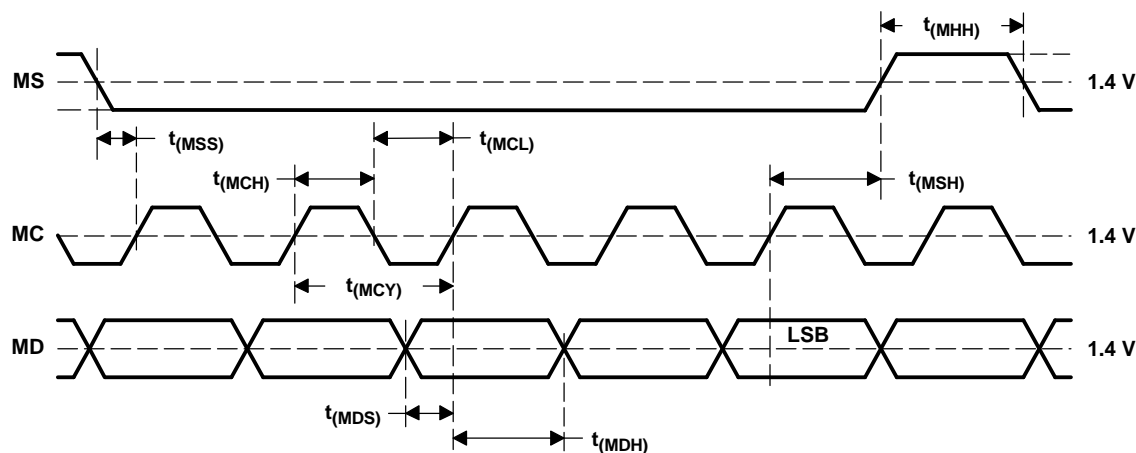 t(MHH)
MS
1.4 V
t(MSS)
t(MCL)
t(MCH)
t(MSH)
MC
1.4 V
t(MCY)
LSB
MD
1.4 V
t(MDS)
t(MDH)